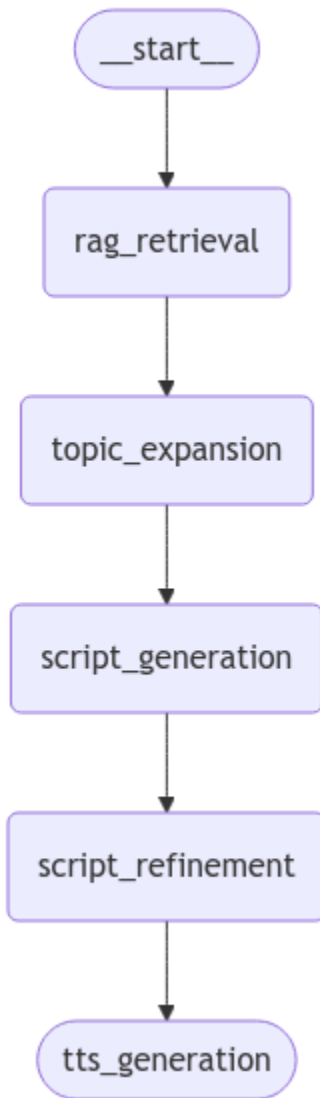 __start__
rag_retrieval
topic_expansion
script_generation
script_refinement
tts_generation